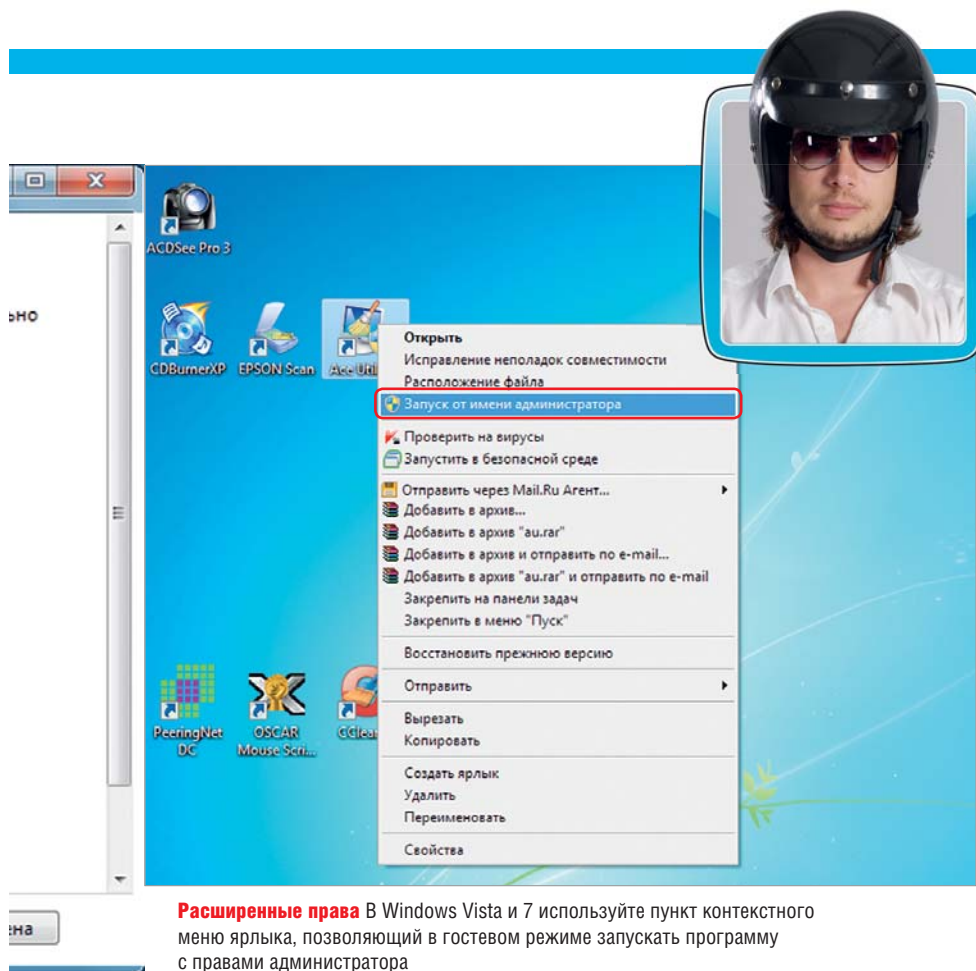 ьно
ACDSee Pro 3
CDBurnerXP
EPSON Scan
Ace Util
Открыть
Исправление неполадок совместимости
Расположение файла
Запуск от имени администратора
Проверить на вирусы
Запустить в безопасной среде
Отправить через Mail.Ru Агент...
Добавить в архив...
Добавить в архив "au.rar"
Добавить в архив и отправить по e-mail...
Добавить в архив "au.rar" и отправить по e-mail
Закрепить на панели задач
Закрепить в меню "Пуск"
Восстановить прежнюю версию
Отправить
Вырезать
Копировать
Создать ярлык
Удалить
Переименовать
Свойства
PeeringNet
DC
OSCAR
Mouse Scri...
CClea
ена
Расширенные права В Windows Vista и 7 используйте пункт контекстного
меню ярлыка, позволяющий в гостевом режиме запускать программу
с правами администратора